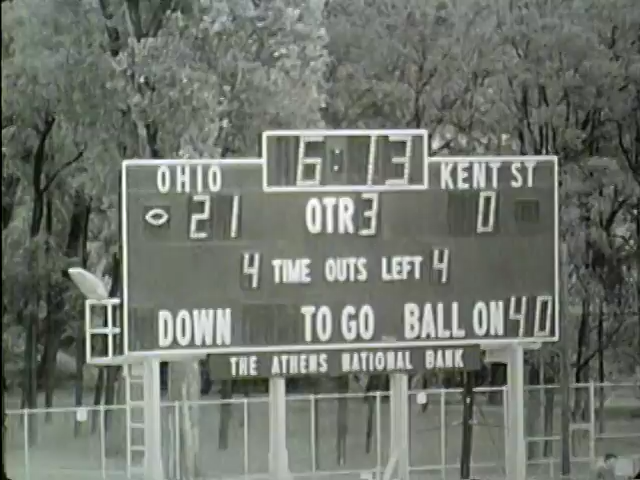 6:13
OHIO KENT ST
21 QTR 3 0
4 TIME OUTS LEFT 4
DOWN TO GO BALL ON 40
THE ATHENS NATIONAL BANK